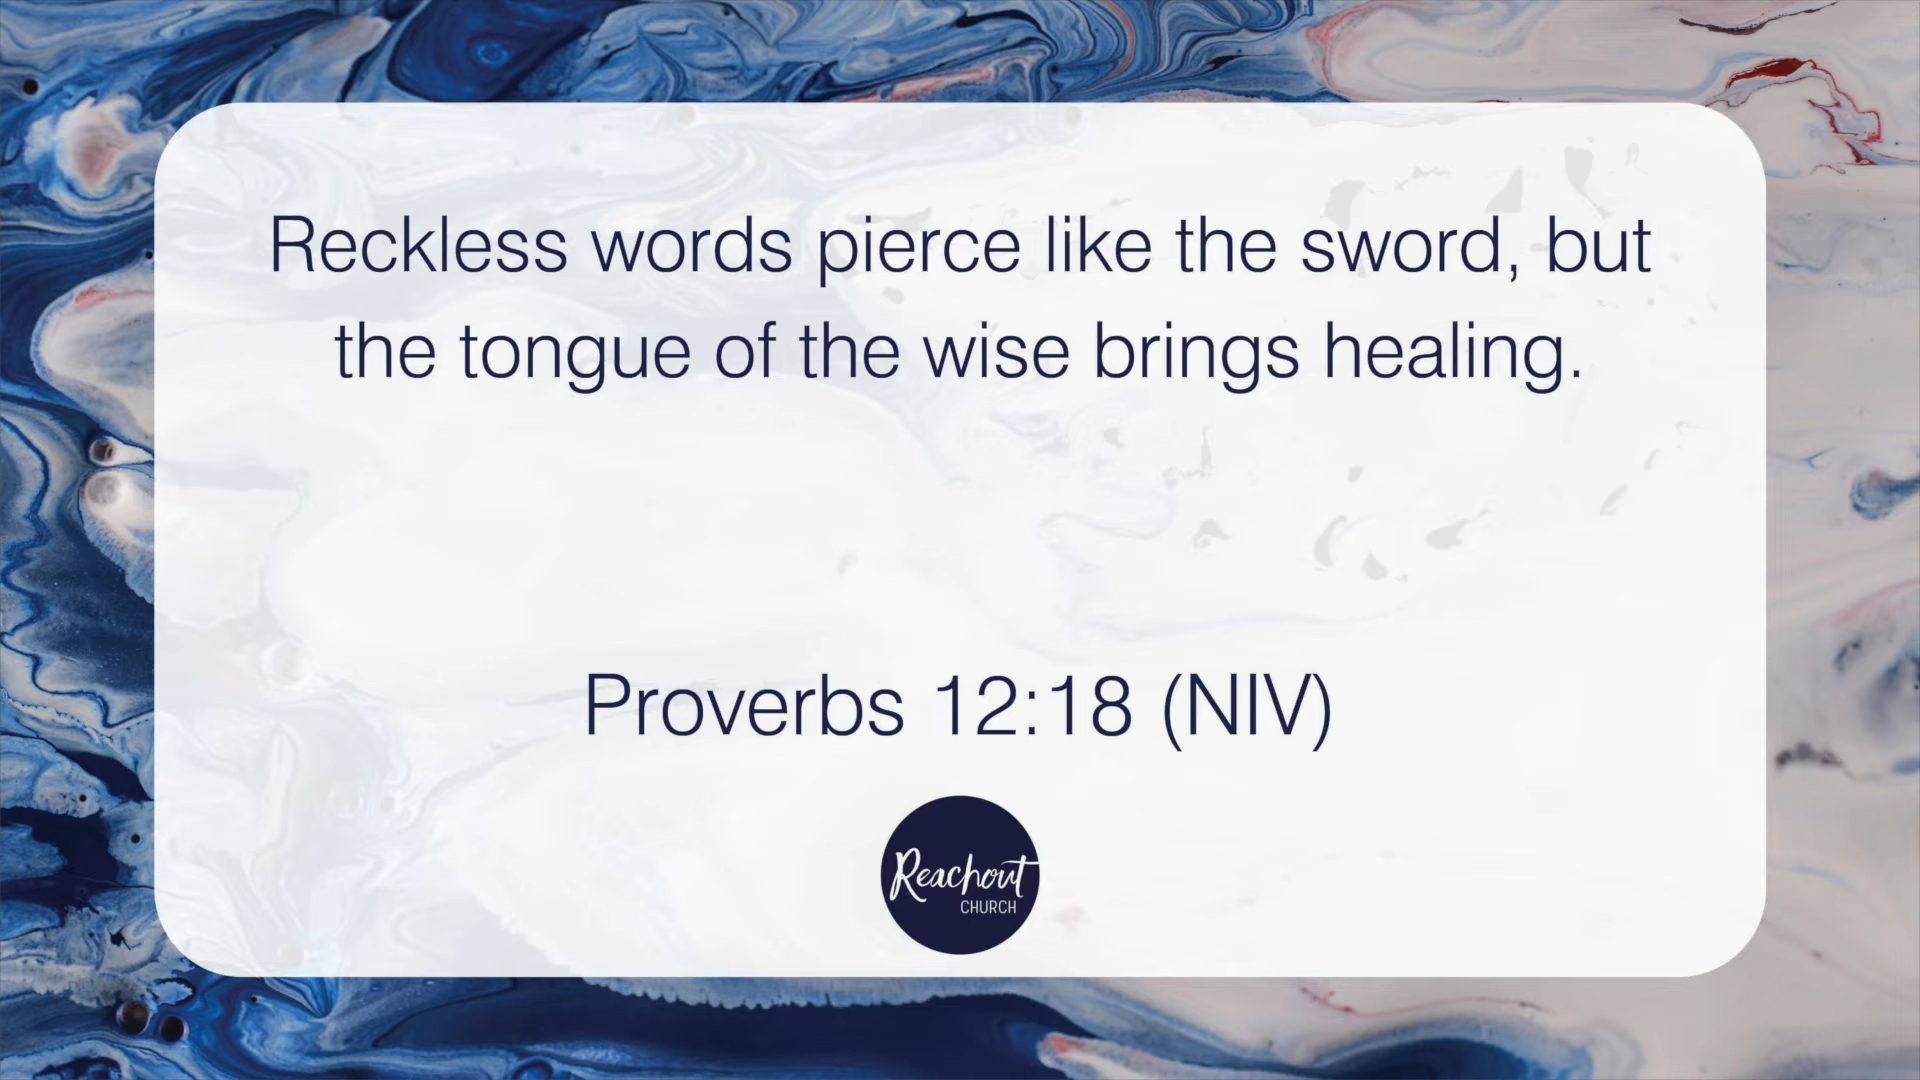 Reckless words pierce like the sword, but
the tongue of the wise brings healing.
Proverbs 12:18 (NIV)
Reachout
CHURCH